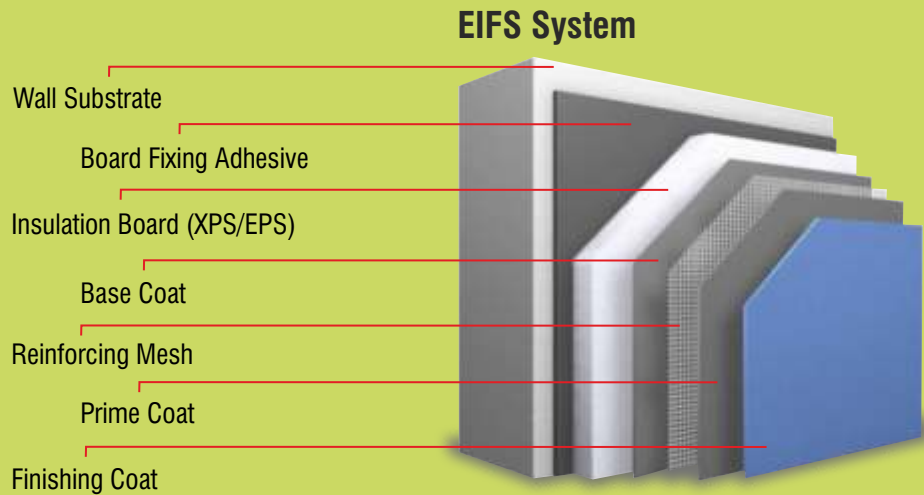 EIFS System
Wall Substrate
Board Fixing Adhesive
Insulation Board (XPS/EPS)
Base Coat
Reinforcing Mesh
Prime Coat
Finishing Coat